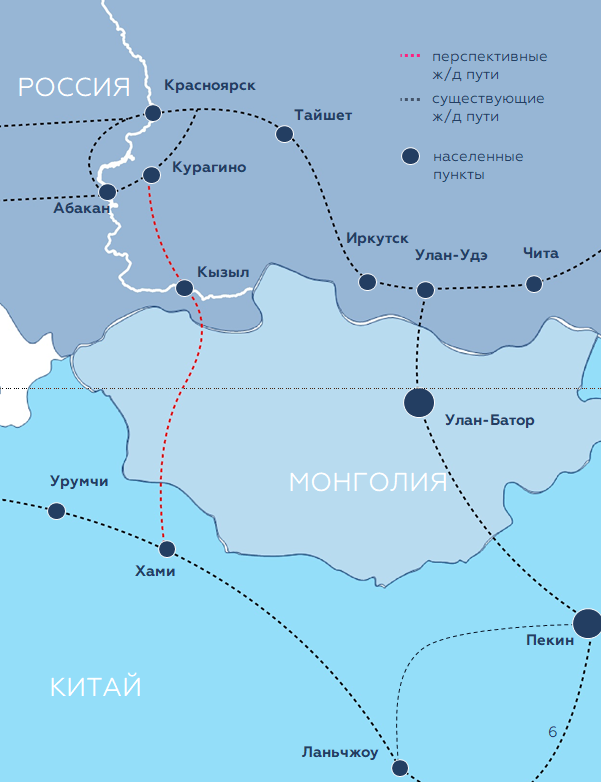 перспективные
ж/д пути
РОССИЯ
Красноярск
существующие
ж/д пути
Тайшет
населенные
пункты
Курагино
Абакан
Иркутск
Улан-Удэ
Чита
Кызыл
Улан-Батор
Урумчи
МОНГОЛИЯ
Хами
Пекин
КИТАЙ
6
Ланьчжоу